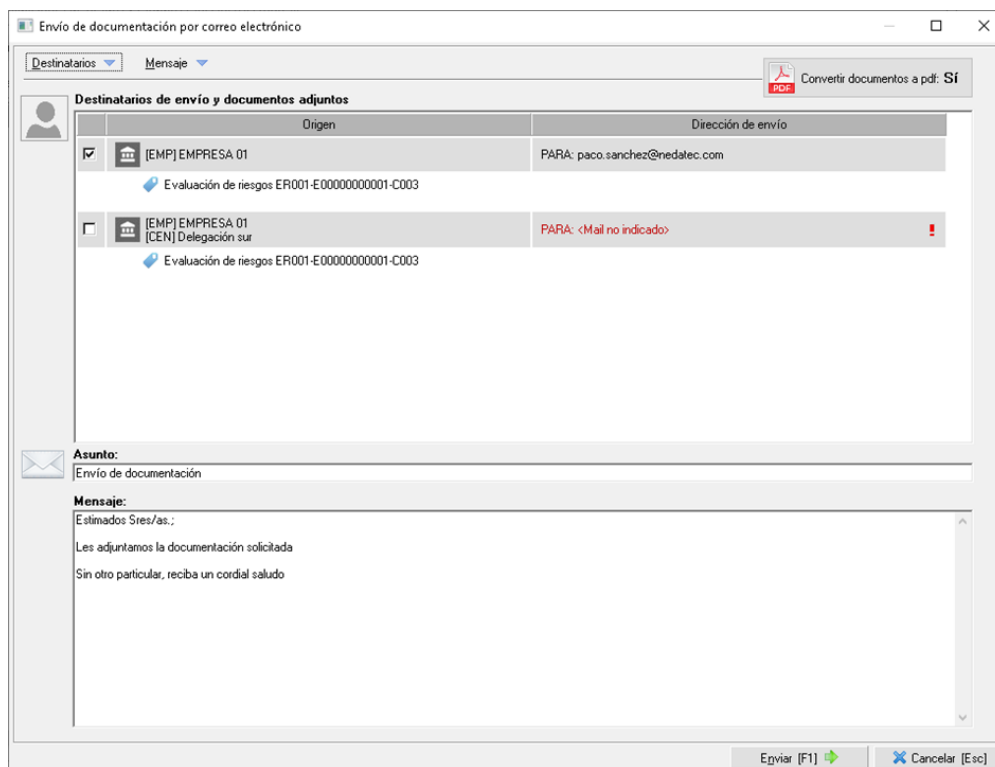 Envío de documentación por correo electrónico
Destinatarios Mensaje
PDF Convertir documentos a pdf: Sí
Destinatarios de envío y documentos adjuntos
Origen Dirección de envío
[EMP] EMPRESA 01 PARA: paco.sanchez@nedatec.com
Evaluación de riesgos ER001-E00000000001-C003
[EMP] EMPRESA 01
[CEN] Delegación sur PARA: <Mail no indicado> !
Evaluación de riesgos ER001-E00000000001-C003
Asunto:
Envío de documentación
Mensaje:
Estimados Sres/as.;
Les adjuntamos la documentación solicitada
Sin otro particular, reciba un cordial saludo
Enviar [F1] Cancelar [Esc]